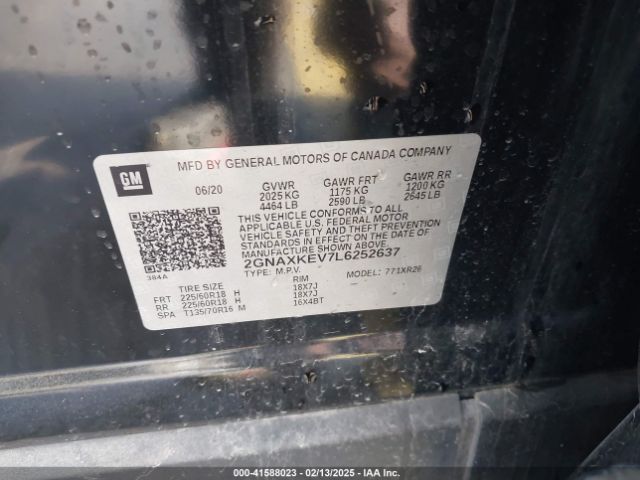 MFD BY GENERAL MOTORS OF CANADA COMPANY
GM
06/20 GVWR GAWR FRT GAWR RR
2025 KG 1175 KG 1200 KG
4464 LB 2590 LB 2645 LB
THIS VEHICLE CONFORMS TO ALL
APPLICABLE U.S. FEDERAL MOTOR
VEHICLE SAFETY AND THEFT PREVENTION
STANDARDS IN EFFECT ON THE DATE OF
MANUFACTURE SHOWN ABOVE.
2GNAXKEV7L6252637
384A
TYPE: M.P.V. MODEL: 771XR26
TIRE SIZE RIM
FRT 225/60R18 H 18X7J
RR 225/60R18 H 18X7J
SPA T135/70R16 M 16X4BT
000-41588023 - 02/13/2025 - IAA Inc.